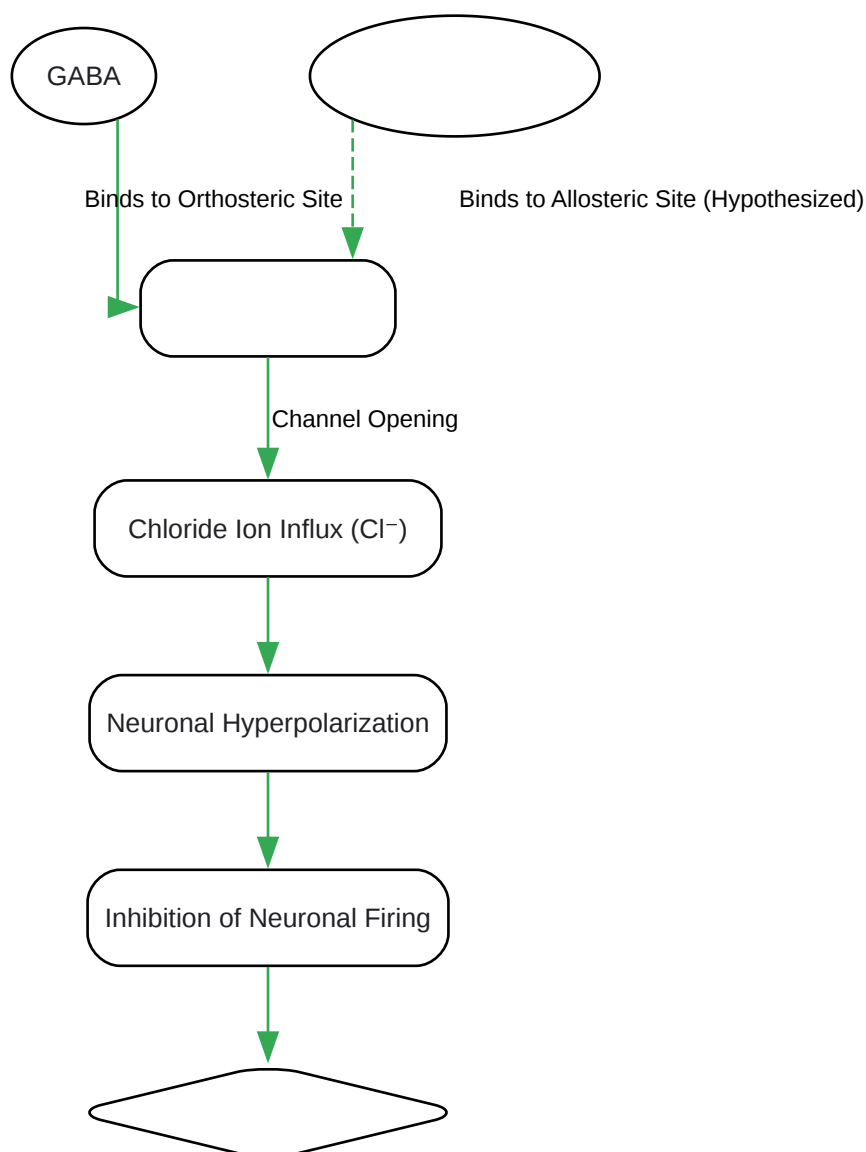 GABA
Binds to Orthosteric Site
Binds to Allosteric Site (Hypothesized)
Channel Opening
Chloride Ion Influx (Cl⁻)
Neuronal Hyperpolarization
Inhibition of Neuronal Firing